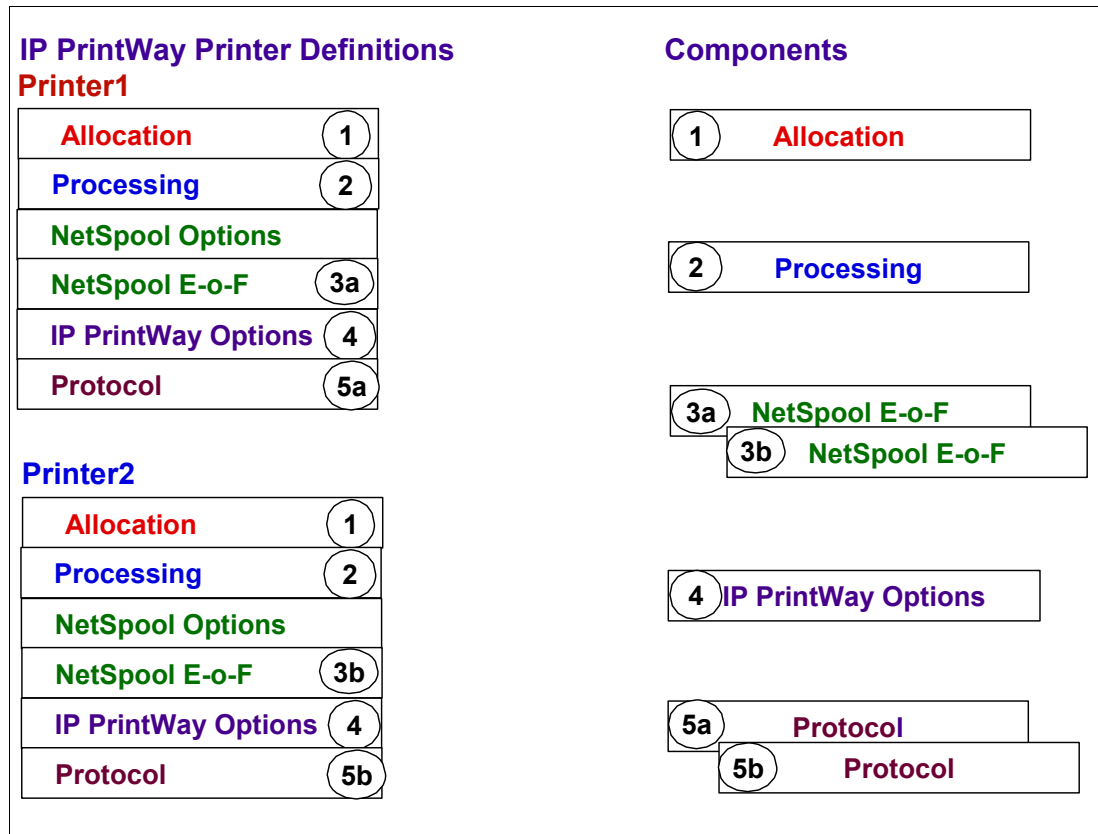 IP PrintWay Printer Definitions
Printer1
Allocation 1
Processing 2
NetSpool Options
NetSpool E-o-F 3a
IP PrintWay Options 4
Protocol 5a
Printer2
Allocation 1
Processing 2
NetSpool Options
NetSpool E-o-F 3b
IP PrintWay Options 4
Protocol 5b
Components
1 Allocation
2 Processing
3a NetSpool E-o-F
3b NetSpool E-o-F
4 IP PrintWay Options
5a Protocol
5b Protocol